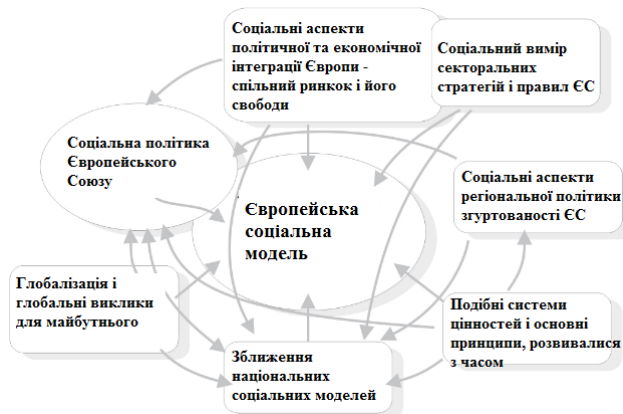 Соціальні аспекти
політичної та економічної
інтеграції Європи -
спільний ринкок і його
свободи
Соціальний вимір
секторальних
стратегій і правил ЄС
Соціальна політика
Європейського
Союзу
Європейська
соціальна
модель
Соціальні аспекти
регіональної політики
згуртованості ЄС
Глобалізація і
глобальні виклики
для майбутнього
Зближення
національних
соціальних моделей
Подібні системи
цінностей і основні
принципи, розвивалися
з часом